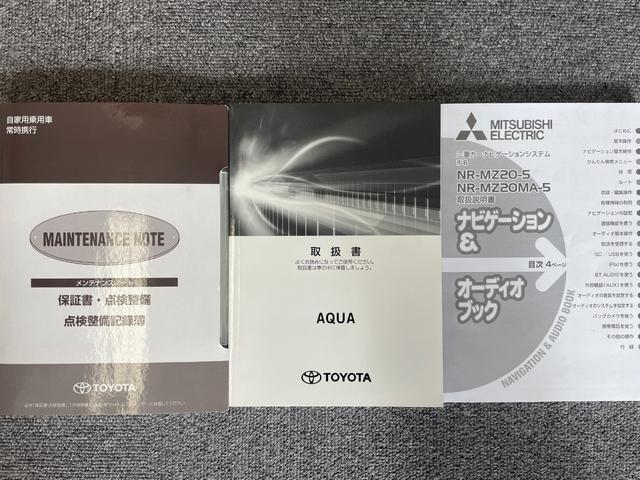 自家用乗用車
常時携行
MAINTENANCE NOTE
メンテナンスノート
保証書・点検整備
点検整備記録簿
TOYOTA
取扱書
よくお読みになってご使用ください。
取扱書は車の中に保管しましょう。
AQUA
TOYOTA
MITSUBISHI
ELECTRIC
三菱カーナビゲーションシステム
形名
NR-MZ20-5
NR-MZ20MA-5
取扱説明書
ナビゲーション
&
オーディオ
ブック
目次 4ページ
NAVIGATION & AUDIO BOOK
はじめに
基本操作
ナビゲーション基本操作
かんたん検索メニュー
検索
ルート
登録・編集操作
各種情報の利用
ナビゲーションの設定
通信機能を使う
オーディオ基本操作
放送を受信する
SD/USBを使う
iPodを使う
BT AUDIOを使う
外部機器(AUX)を使う
オーディオの音質を設定する
オーディオのシステムを設定する
バックカメラを使う
携帯電話を使う
その他の操作
付録